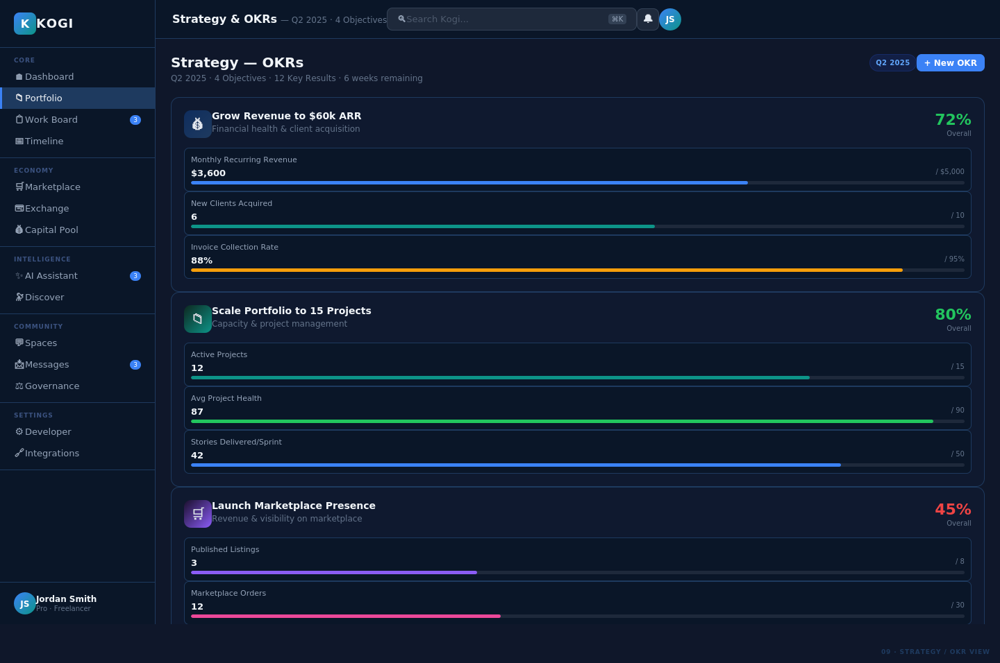 K KOGI
CORE
Dashboard
Portfolio
Work Board 3
Timeline
ECONOMY
Marketplace
Exchange
Capital Pool
INTELLIGENCE
AI Assistant 3
Discover
COMMUNITY
Spaces
Messages 3
Governance
SETTINGS
Developer
Integrations
JS Jordan Smith
Pro · Freelancer
Strategy & OKRs — Q2 2025 · 4 Objectives
Search Kogi... ⌘K
JS
Strategy — OKRs
Q2 2025 · 4 Objectives · 12 Key Results · 6 weeks remaining
Q2 2025
+ New OKR
Grow Revenue to $60k ARR
Financial health & client acquisition
72%
Overall
Monthly Recurring Revenue
$3,600 / $5,000
New Clients Acquired
6 / 10
Invoice Collection Rate
88% / 95%
Scale Portfolio to 15 Projects
Capacity & project management
80%
Overall
Active Projects
12 / 15
Avg Project Health
87 / 90
Stories Delivered/Sprint
42 / 50
Launch Marketplace Presence
Revenue & visibility on marketplace
45%
Overall
Published Listings
3 / 8
Marketplace Orders
12 / 30
09 · STRATEGY / OKR VIEW